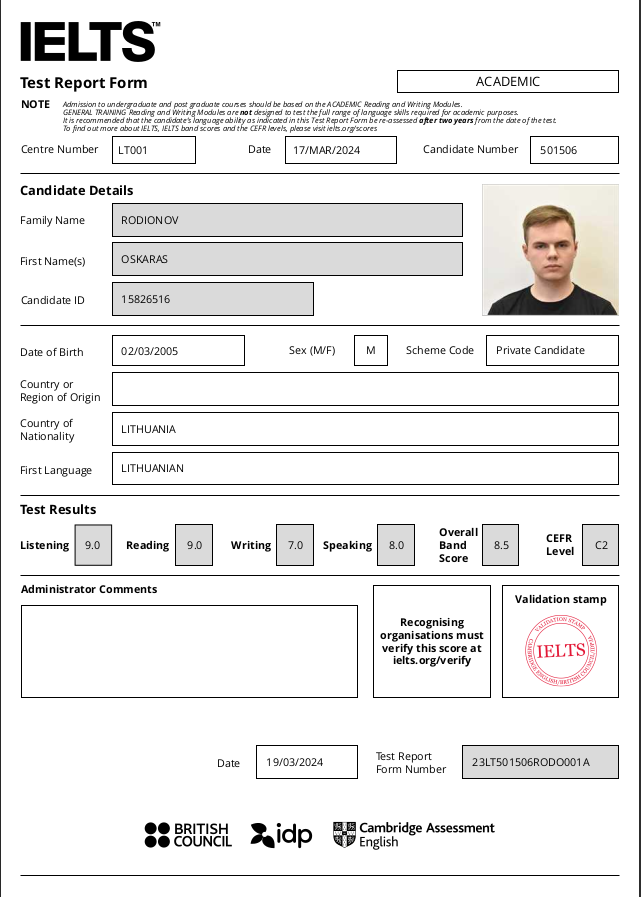 IELTS™
Test Report Form
ACADEMIC
NOTE Admission to undergraduate and post graduate courses should be based on the ACADEMIC Reading and Writing Modules.
GENERAL TRAINING Reading and Writing Modules are not designed to test the full range of language skills required for academic purposes.
It is recommended that the candidate's language ability as indicated in this Test Report Form be re-assessed after two years from the date of the test.
To find out more about IELTS, IELTS band scores and the CEFR levels, please visit ielts.org/scores
Centre Number LT001 Date 17/MAR/2024 Candidate Number 501506
Candidate Details
Family Name RODIONOV
First Name(s) OSKARAS
Candidate ID 15826516
Date of Birth 02/03/2005 Sex (M/F) M Scheme Code Private Candidate
Country or
Region of Origin
Country of
Nationality LITHUANIA
First Language LITHUANIAN
Test Results
Listening 9.0 Reading 9.0 Writing 7.0 Speaking 8.0 Overall Band Score 8.5 CEFR Level C2
Administrator Comments
Recognising
organisations must
verify this score at
ielts.org/verify
Validation stamp
VALIDATION STAMP
IELTS
Date 19/03/2024 Test Report
Form Number 23LT501506RODO001A
BRITISH
COUNCIL
idp
Cambridge Assessment
English